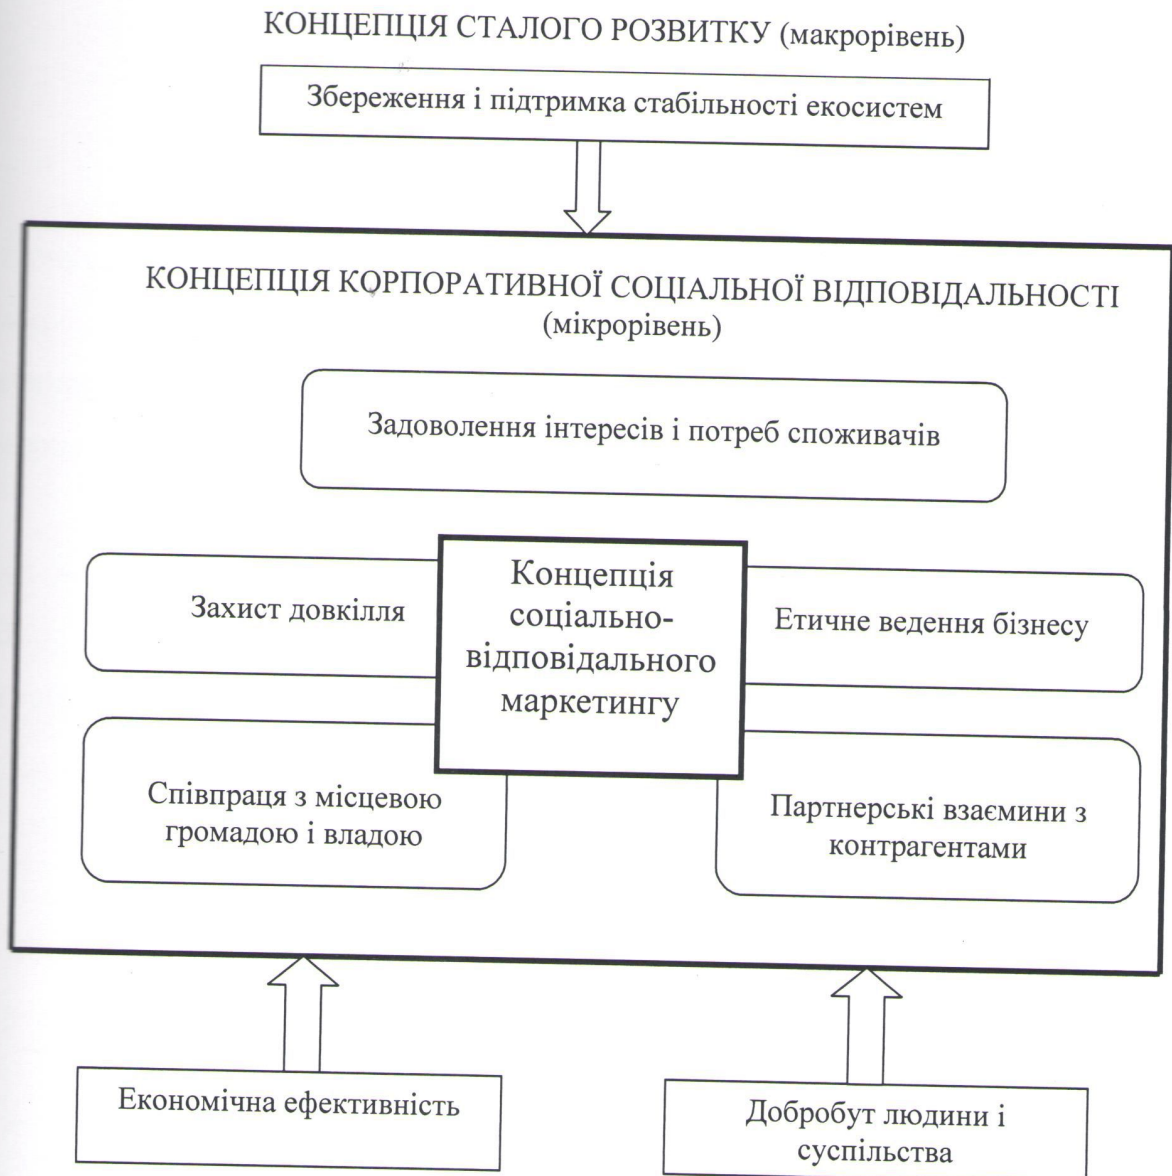 КОНЦЕПЦІЯ СТАЛОГО РОЗВИТКУ (макрорівень)
Збереження і підтримка стабільності екосистем
КОНЦЕПЦІЯ КОРПОРАТИВНОЇ СОЦІАЛЬНОЇ ВІДПОВІДАЛЬНОСТІ
(мікрорівень)
Задоволення інтересів і потреб споживачів
Захист довкілля
Концепція
соціально-
відповідального
маркетингу
Етичне ведення бізнесу
Співпраця з місцевою
громадою і владою
Партнерські взаємини з
контрагентами
Економічна ефективність
Добробут людини і
суспільства